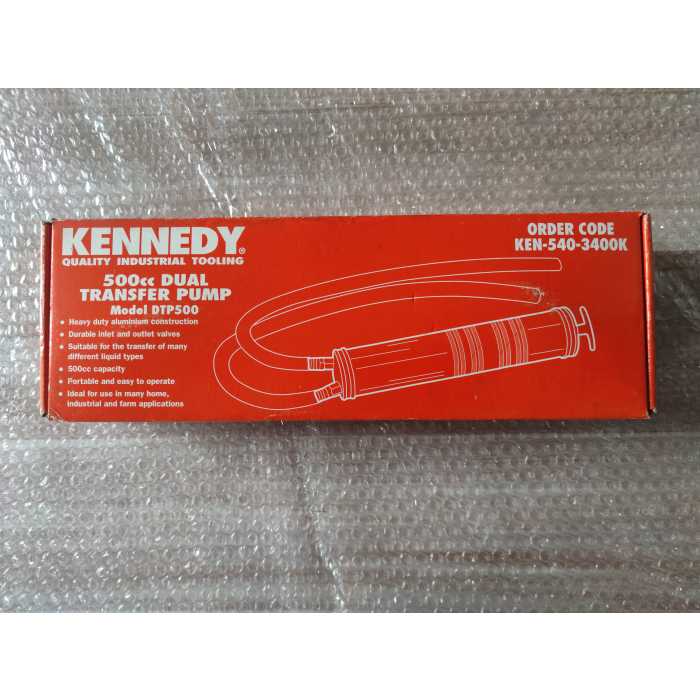 KENNEDY®
QUALITY INDUSTRIAL TOOLING
500cc DUAL
TRANSFER PUMP
Model DTP500
• Heavy duty aluminium construction
• Durable inlet and outlet valves
• Suitable for the transfer of many
different liquid types
• 500cc capacity
• Portable and easy to operate
• Ideal for use in many home,
industrial and farm applications
ORDER CODE
KEN-540-3400K